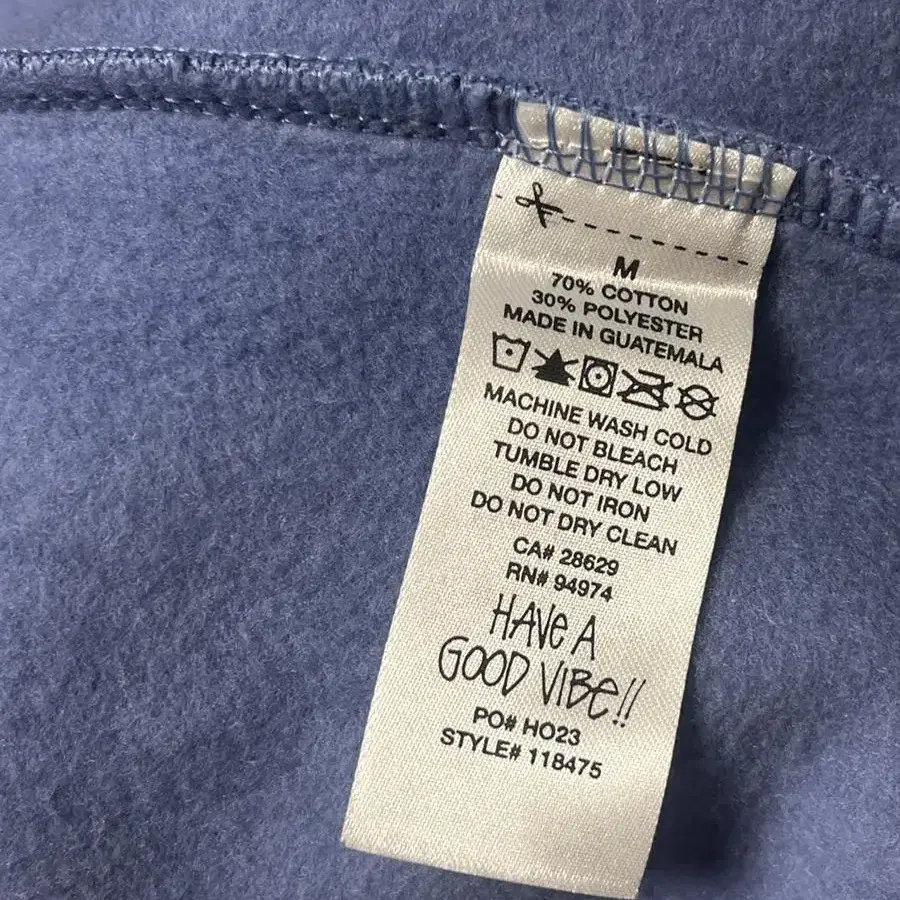 M
70% COTTON
30% POLYESTER
MADE IN GUATEMALA
MACHINE WASH COLD
DO NOT BLEACH
TUMBLE DRY LOW
DO NOT IRON
DO NOT DRY CLEAN
CA# 28629
RN# 94974
HAVe A
GOOD VIBe!!
PO# HO23
STYLE# 118475